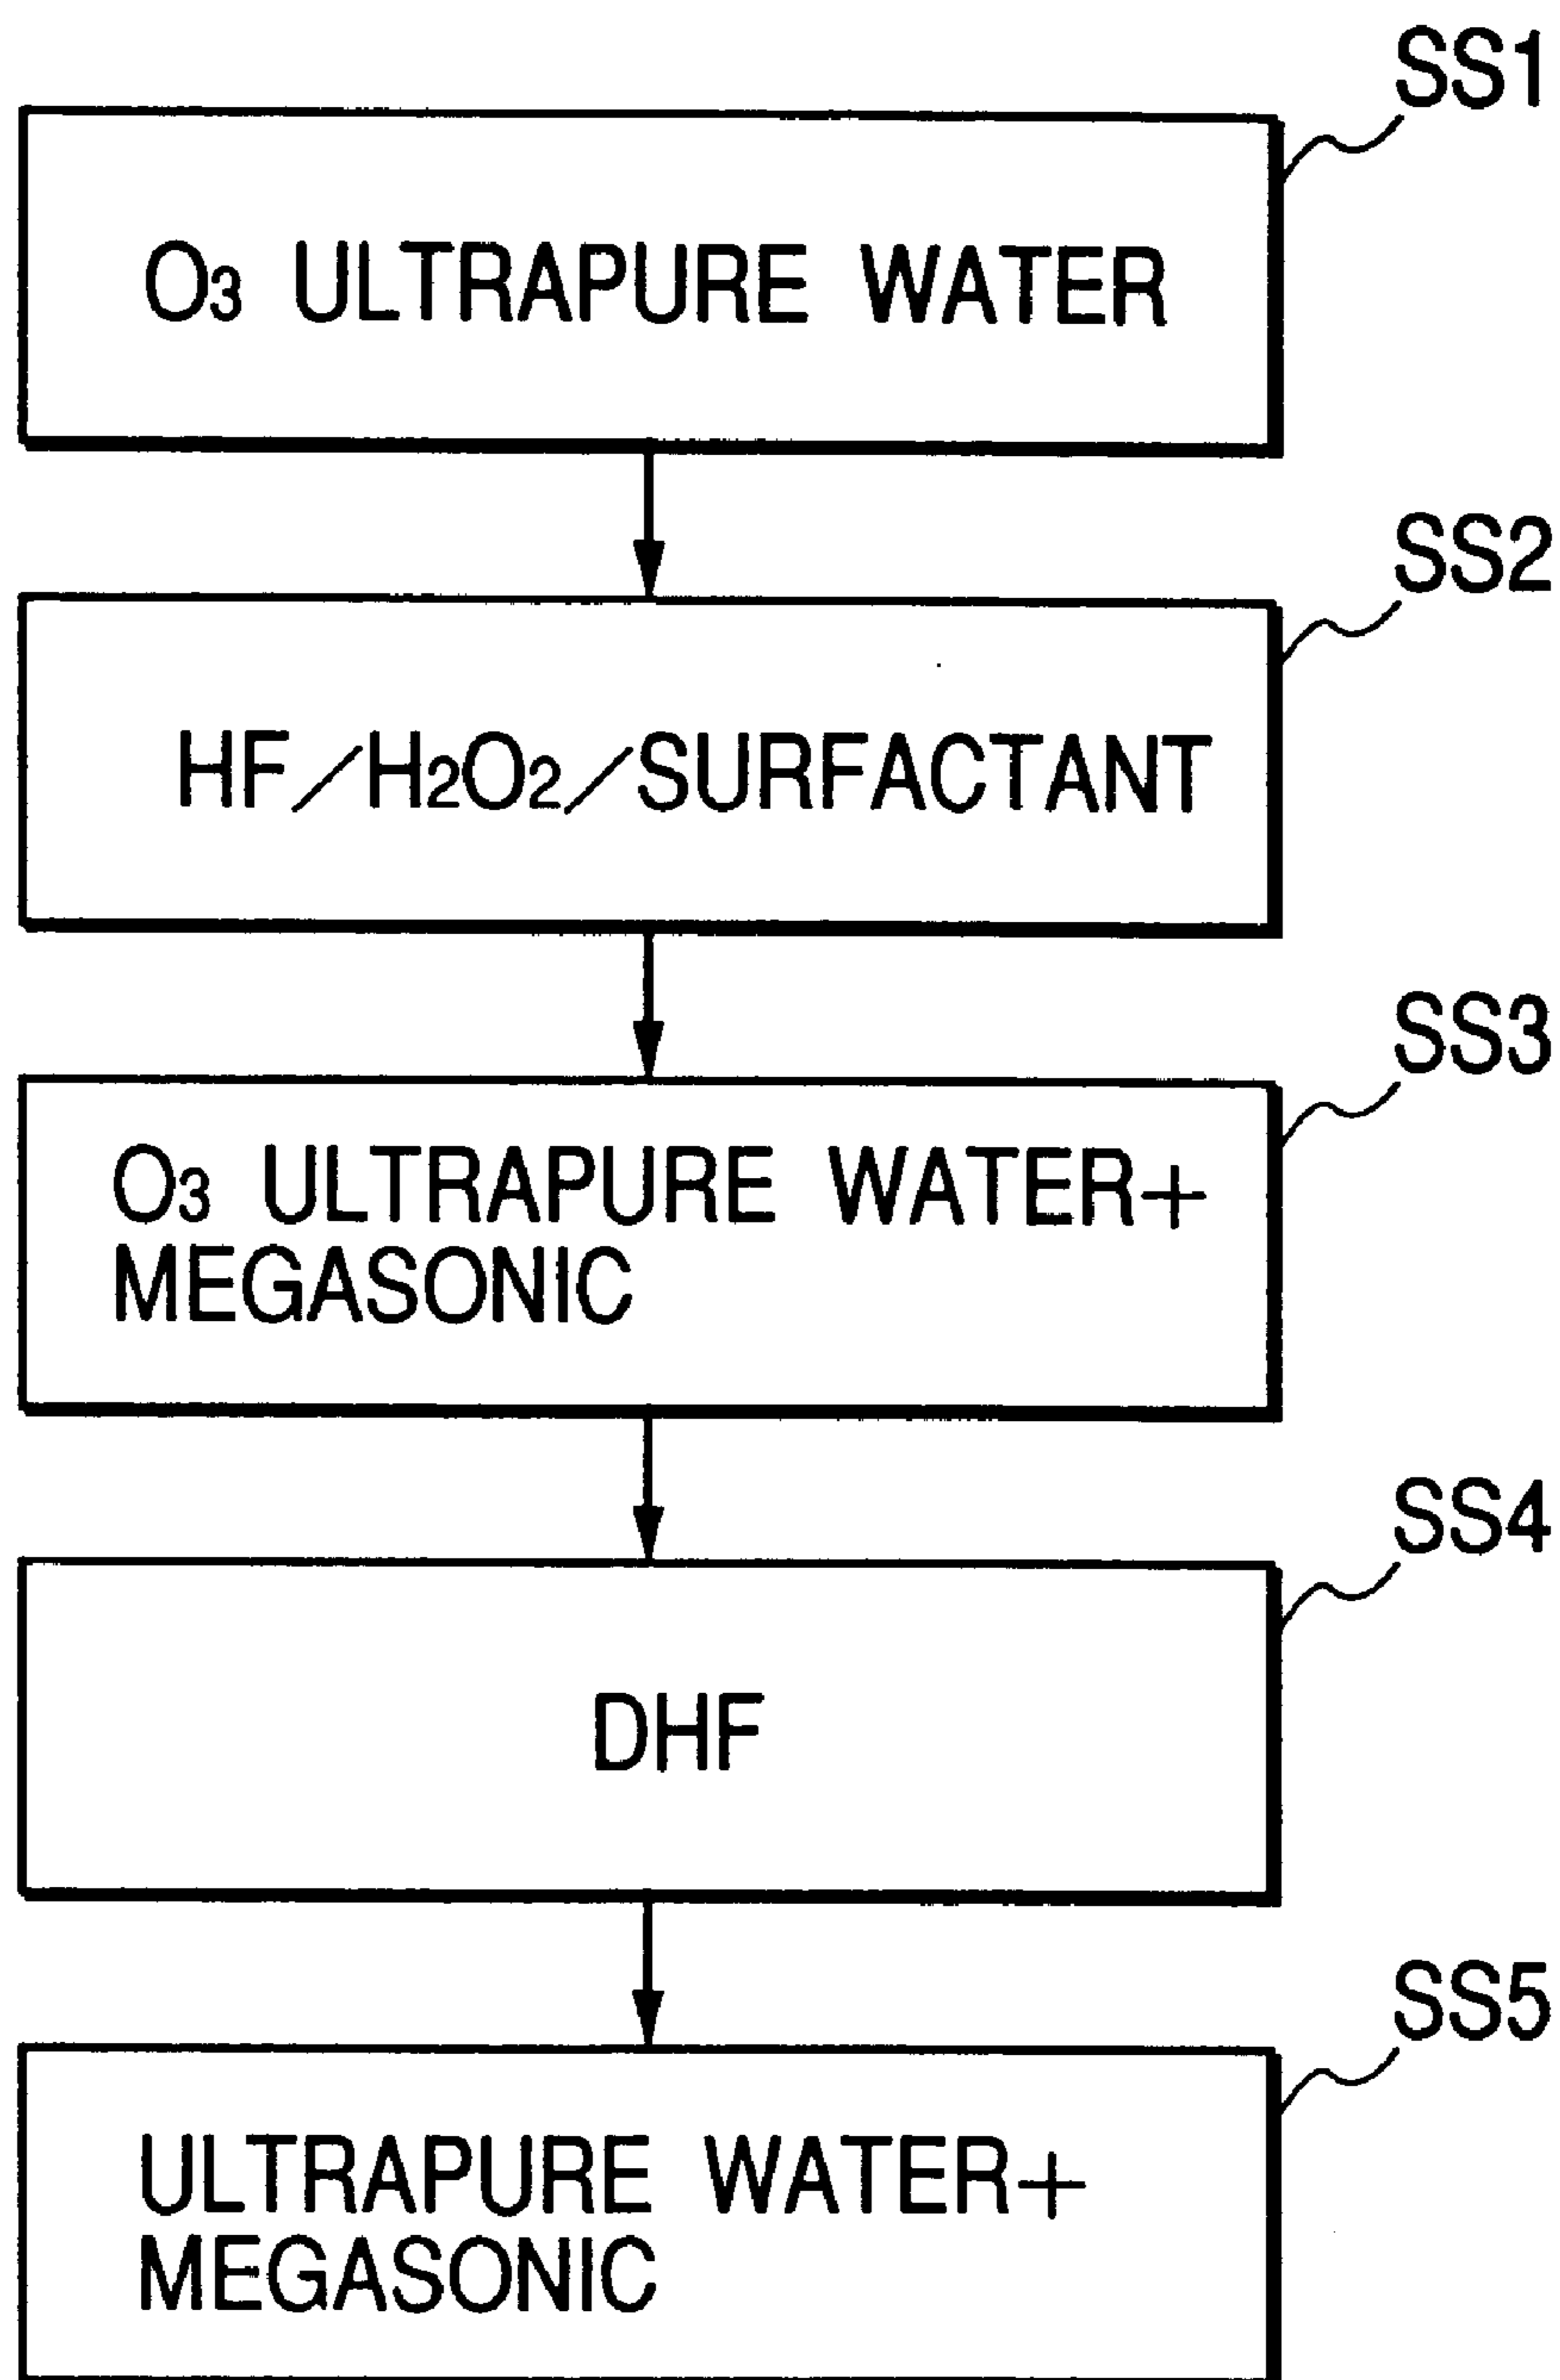 SS1
O3 ULTRAPURE WATER
SS2
HF/H2O2/SURFACTANT
SS3
O3 ULTRAPURE WATER+
MEGASONIC
SS4
DHF
SS5
ULTRAPURE WATER+
MEGASONIC